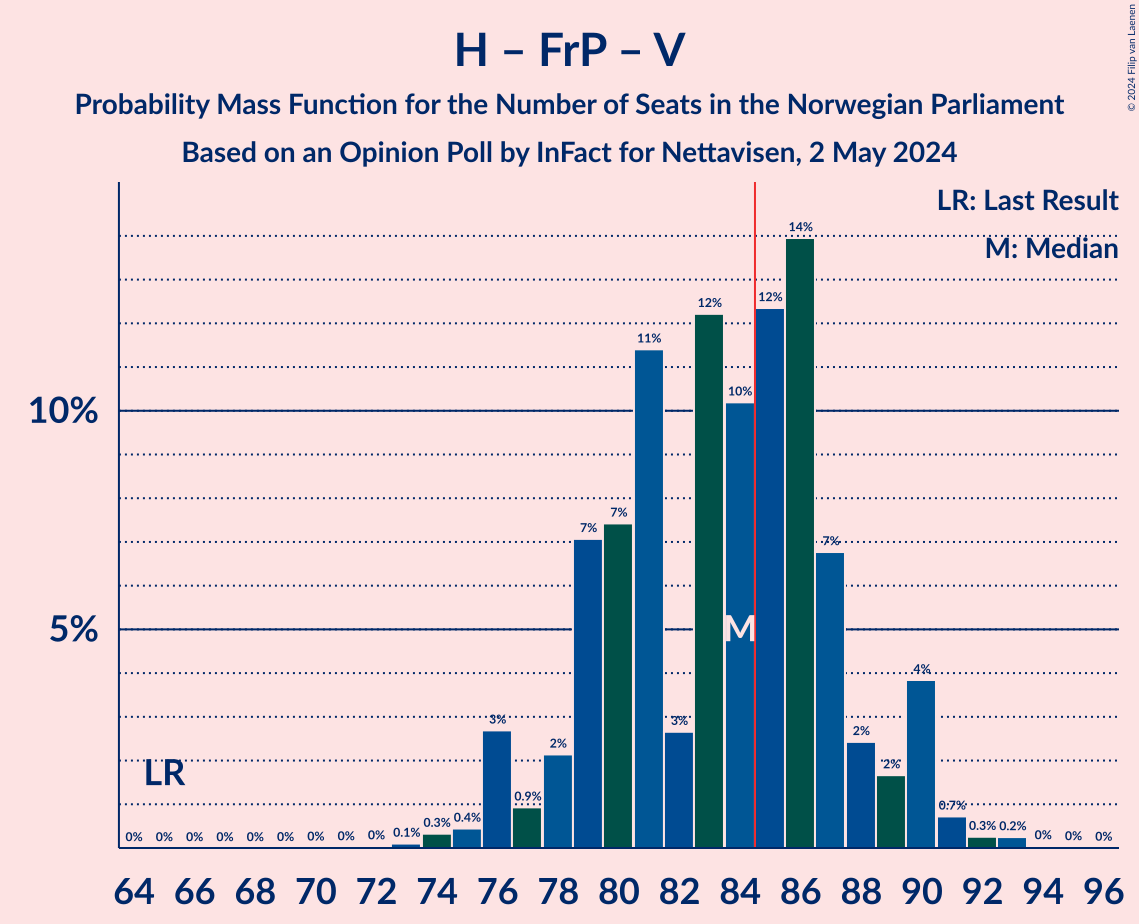 © 2024 Filip van Laenen
H – FrP – V
Probability Mass Function for the Number of Seats in the Norwegian Parliament
Based on an Opinion Poll by InFact for Nettavisen, 2 May 2024
LR: Last Result
M: Median
10%
5%
LR
M
0% 0% 0% 0% 0% 0% 0% 0% 0% 0.1% 0.3% 0.4% 3% 0.9% 2% 7% 7% 11% 3% 12% 10% 12% 14% 7% 2% 2% 4% 0.7% 0.3% 0.2% 0% 0% 0%
64 66 68 70 72 74 76 78 80 82 84 86 88 90 92 94 96